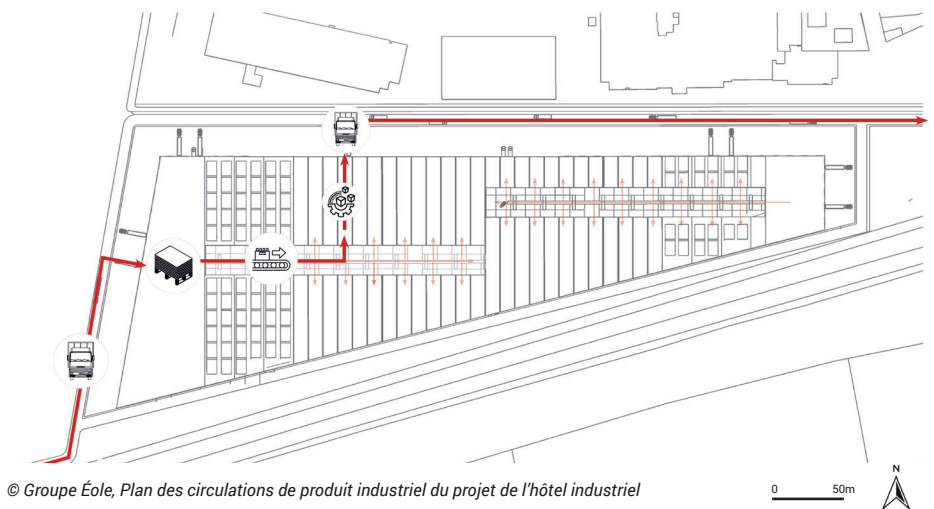 © Groupe Éole, Plan des circulations de produit industriel du projet de l'hôtel industriel
0 50m
N